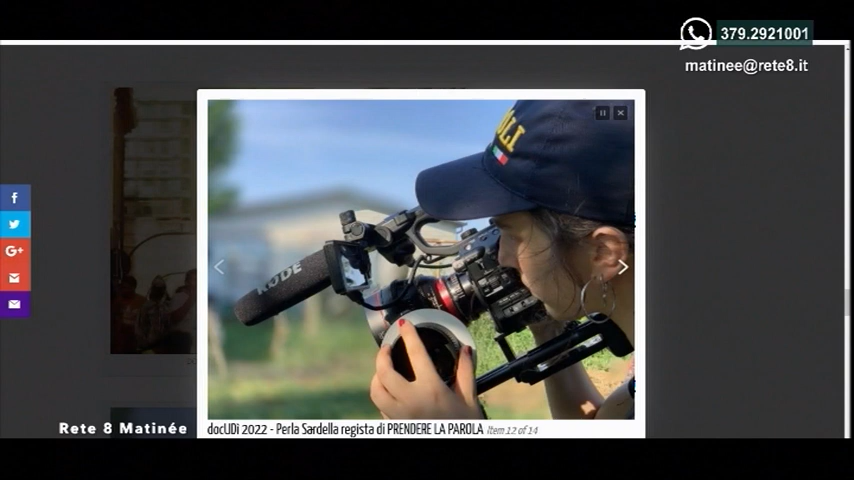 379.2921001
matinee@rete8.it
RODE
docUDi 2022 - Perla Sardella regista di PRENDERE LA PAROLA Item 12 of 14
Rete 8 Matinée